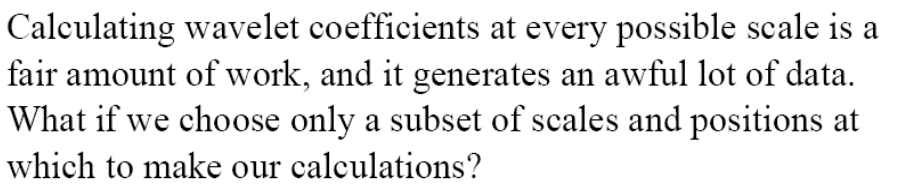 Calculating wavelet coefficients at every possible scale is a
fair amount of work, and it generates an awful lot of data.
What if we choose only a subset of scales and positions at
which to make our calculations?